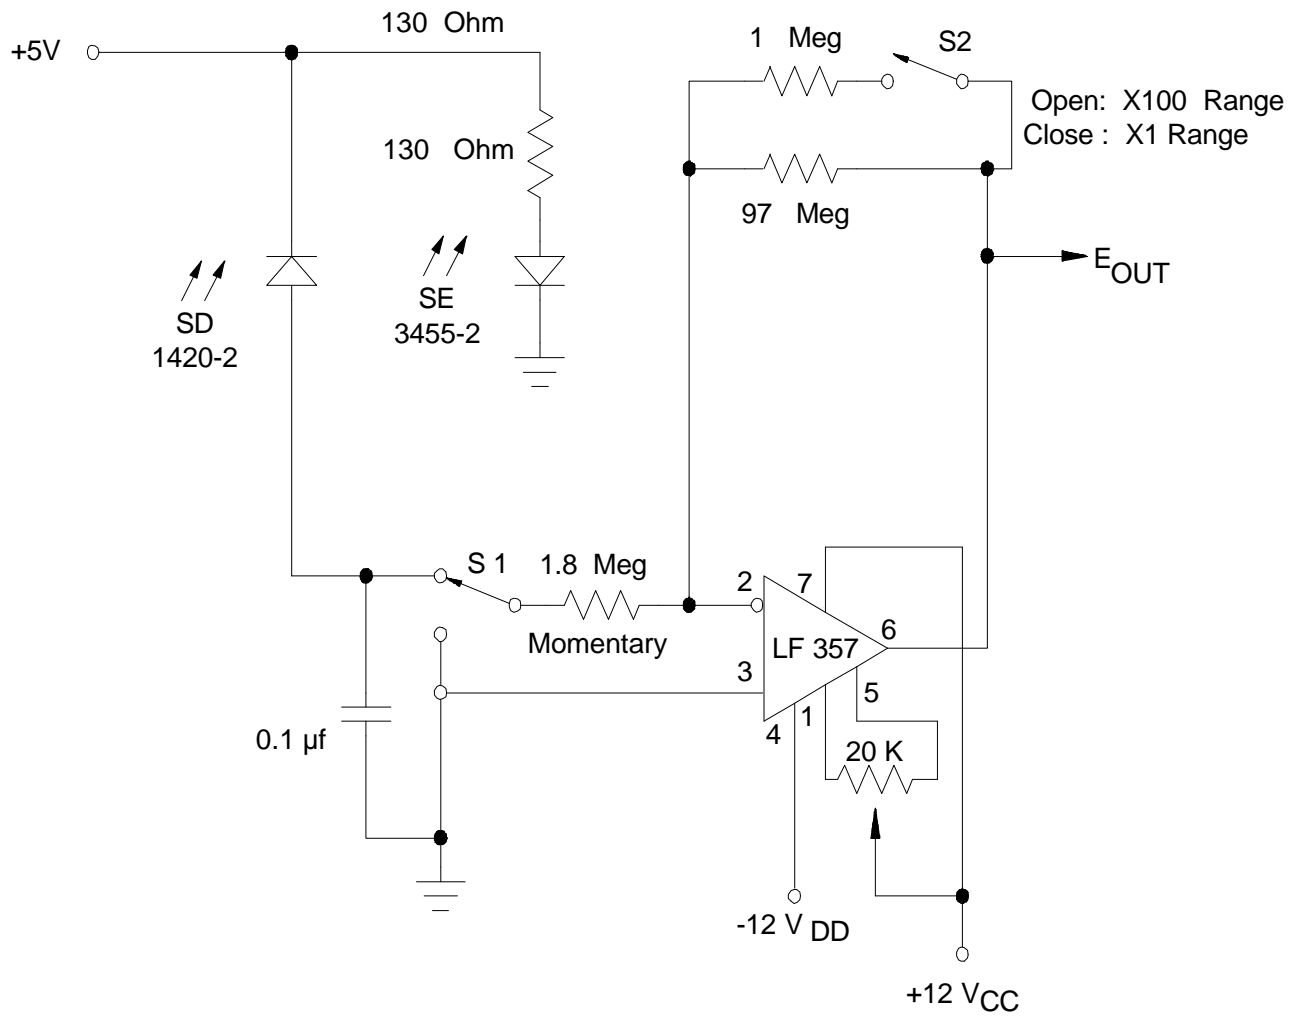 130 Ohm
+5V
1 Meg
S2
Open: X100 Range
Close : X1 Range
130 Ohm
97 Meg
EOUT
SE
3455-2
SD
1420-2
S 1
1.8 Meg
Momentary
2
7
6
LF 357
3
5
4
1
20 K
0.1 µf
-12 V DD
+12 VCC